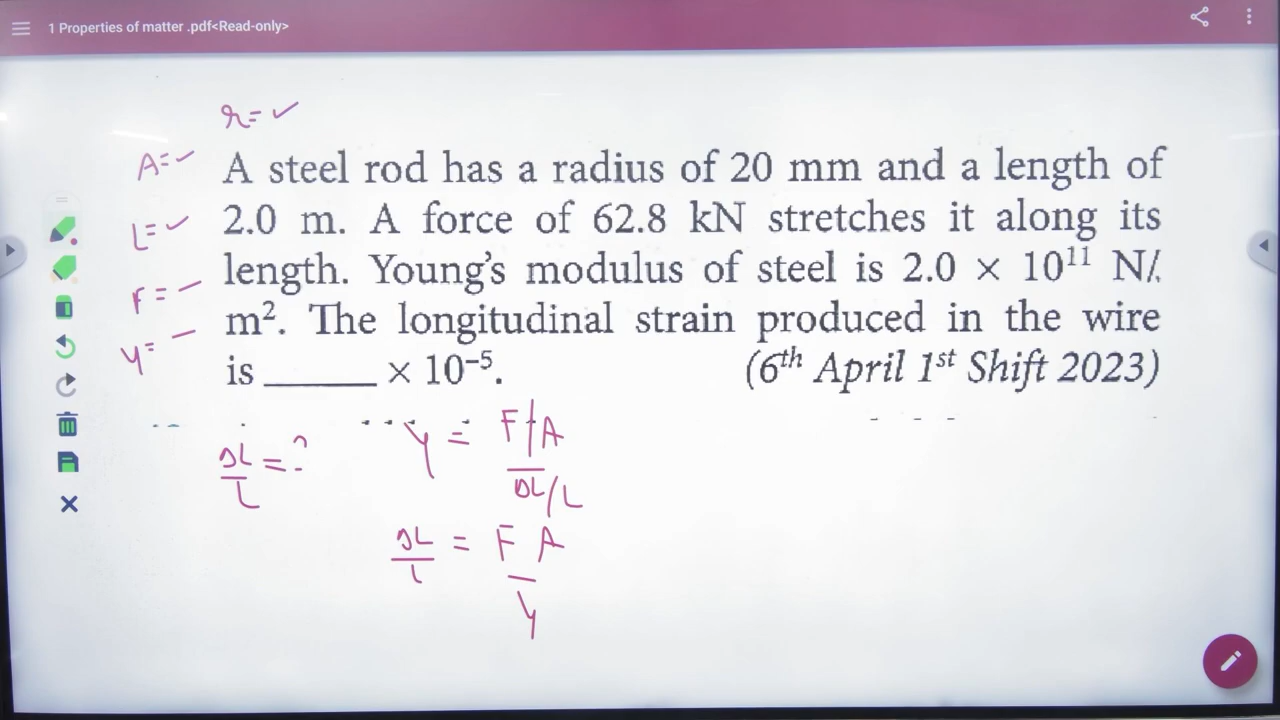 1 Properties of matter .pdf<Read-only>
r= ✓
A= ✓
L= ✓
F = –
Y= –
A steel rod has a radius of 20 mm and a length of
2.0 m. A force of 62.8 kN stretches it along its
length. Young's modulus of steel is 2.0 × 10¹¹ N/
m². The longitudinal strain produced in the wire
is ______ × 10⁻⁵. (6th April 1st Shift 2023)
ΔL/L = ?
Y = F/A / ΔL/L
ΔL/L = F A / Y